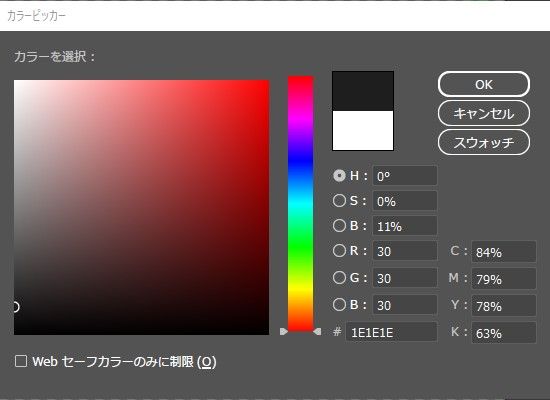 カラーピッカー
カラーを選択：
OK
キャンセル
スウォッチ
H： 0°
S： 0%
B： 11%
R： 30 C： 84%
G： 30 M： 79%
B： 30 Y： 78%
# 1E1E1E K： 63%
Web セーフカラーのみに制限 (O)